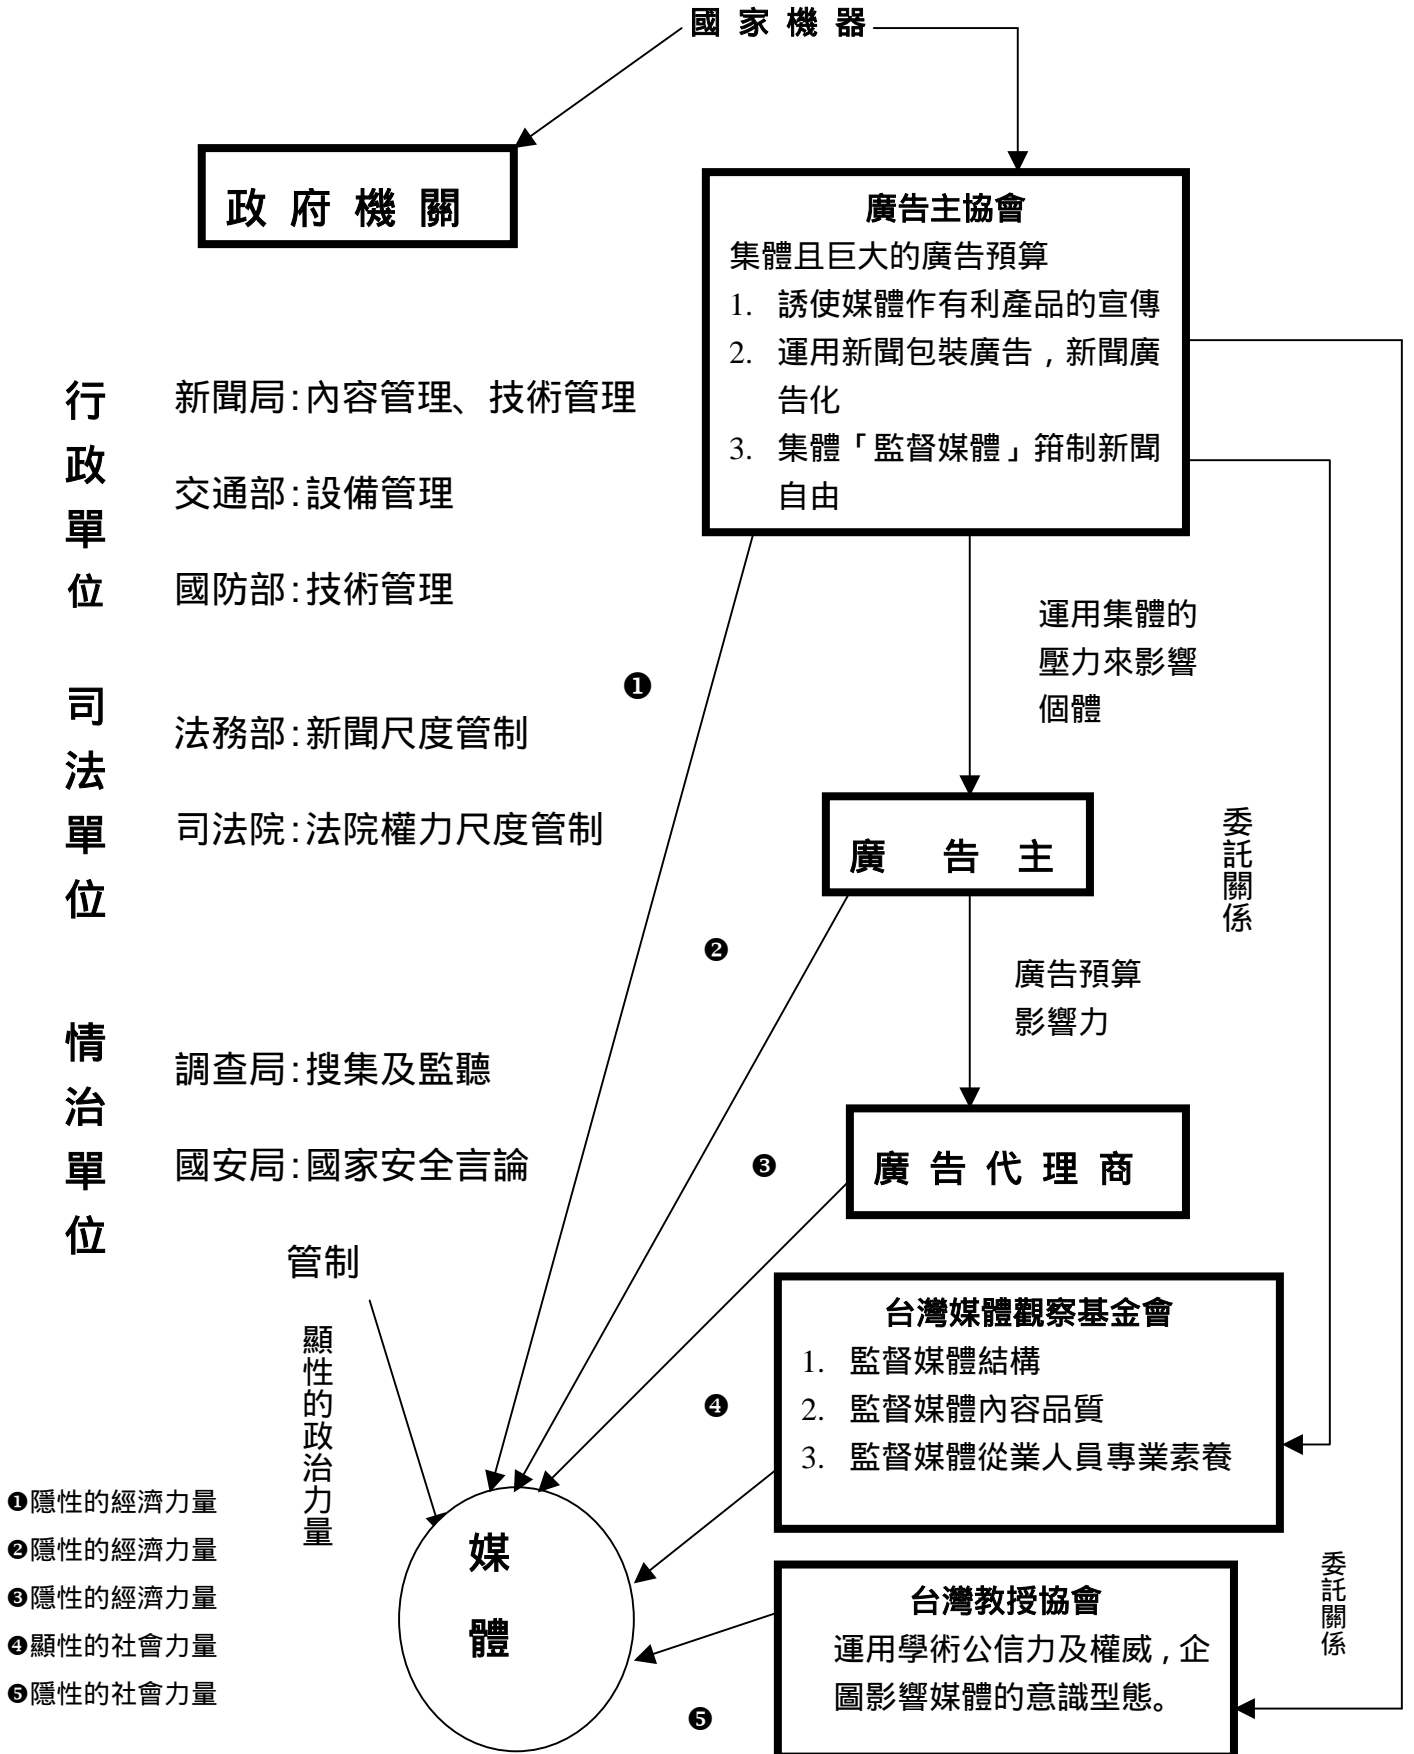 國家機器
政府機關
廣告主協會
集體且巨大的廣告預算
1. 誘使媒體作有利產品的宣傳
2. 運用新聞包裝廣告，新聞廣
告化
3. 集體「監督媒體」箝制新聞
自由
行政單位
新聞局：內容管理、技術管理
交通部：設備管理
國防部：技術管理
司法單位
法務部：新聞尺度管制
司法院：法院權力尺度管制
情治單位
調查局：搜集及監聽
國安局：國家安全言論
管制
顯性的政治力量
❶
運用集體的
壓力來影響
個體
廣告主
❷
廣告預算
影響力
❸
廣告代理商
委託關係
台灣媒體觀察基金會
1. 監督媒體結構
2. 監督媒體內容品質
3. 監督媒體從業人員專業素養
❹
媒
體
台灣教授協會
運用學術公信力及權威，企
圖影響媒體的意識型態。
委託關係
❺
❶隱性的經濟力量
❷隱性的經濟力量
❸隱性的經濟力量
❹顯性的社會力量
❺隱性的社會力量